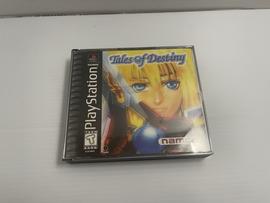 Tales of Destiny
PlayStation
namco